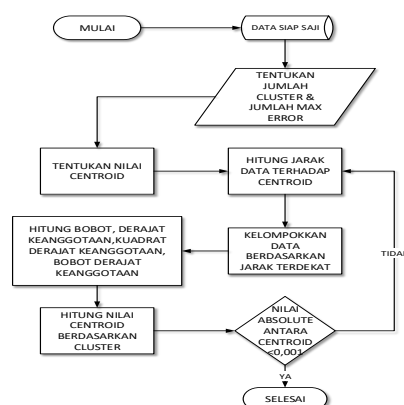 MULAI
DATA SIAP SAJI
TENTUKAN
JUMLAH
CLUSTER &
JUMLAH MAX
ERROR
TENTUKAN NILAI
CENTROID
HITUNG JARAK
DATA TERHADAP
CENTROID
HITUNG BOBOT, DERAJAT
KEANGGOTAAN,KUADRAT
DERAJAT KEANGGOTAAN,
BOBOT DERAJAT
KEANGGOTAAN
KELOMPOKKAN
DATA
BERDASARKAN
JARAK TERDEKAT
TIDA
HITUNG NILAI
CENTROID
BERDASARKAN
CLUSTER
NILAI
ABSOLUTE
ANTARA
CENTROID
<0,001
YA
SELESAI